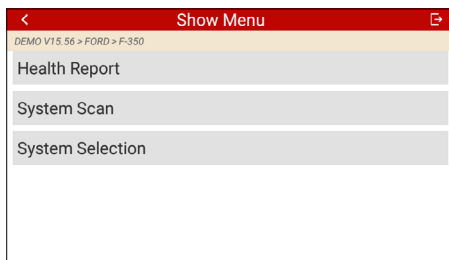 Show Menu
DEMO V15.56 > FORD > F-350
Health Report
System Scan
System Selection